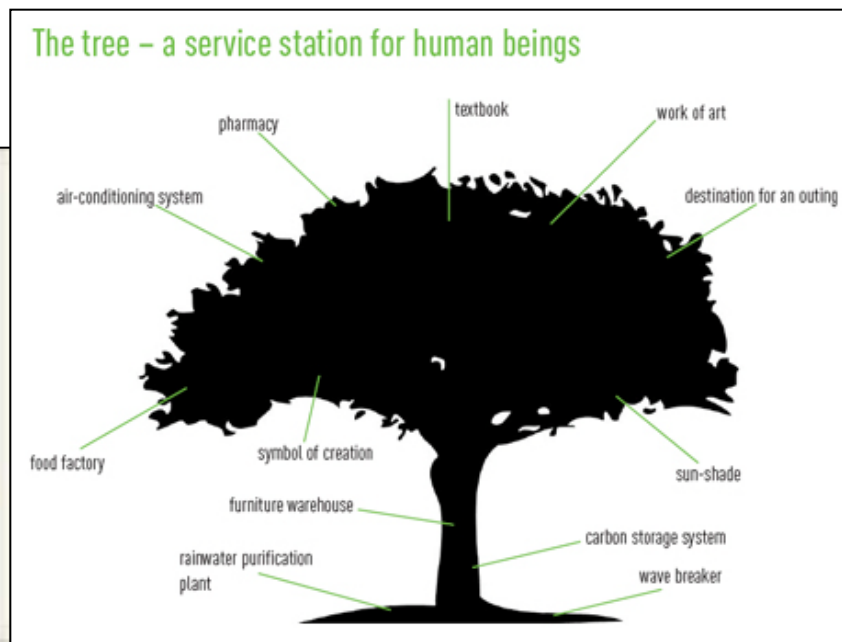 The tree – a service station for human beings
textbook
work of art
pharmacy
air-conditioning system
destination for an outing
food factory
symbol of creation
sun-shade
furniture warehouse
carbon storage system
rainwater purification
plant
wave breaker